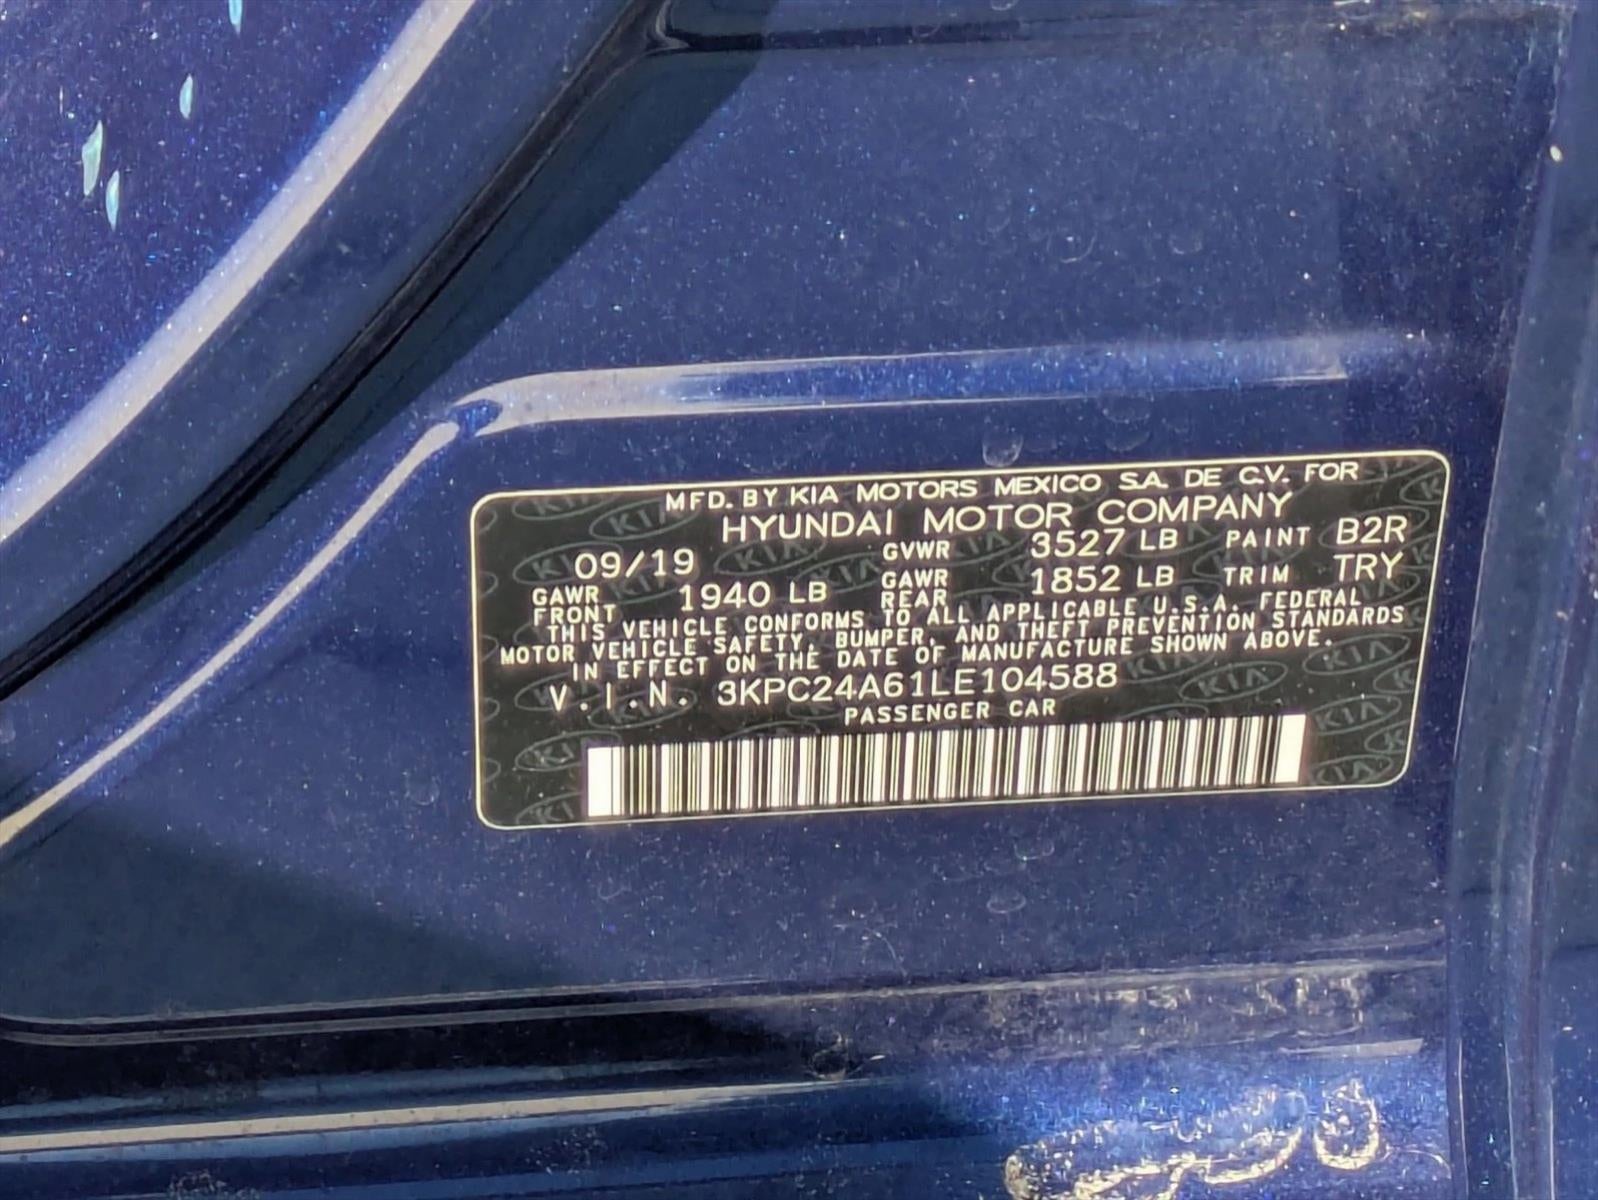 MFD. BY KIA MOTORS MEXICO S.A. DE C.V. FOR
HYUNDAI MOTOR COMPANY
09/19 GVWR 3527 LB PAINT B2R
GAWR FRONT 1940 LB GAWR REAR 1852 LB TRIM TRY
THIS VEHICLE CONFORMS TO ALL APPLICABLE U.S.A. FEDERAL
MOTOR VEHICLE SAFETY, BUMPER, AND THEFT PREVENTION STANDARDS
IN EFFECT ON THE DATE OF MANUFACTURE SHOWN ABOVE.
V.I.N. 3KPC24A61LE104588
PASSENGER CAR